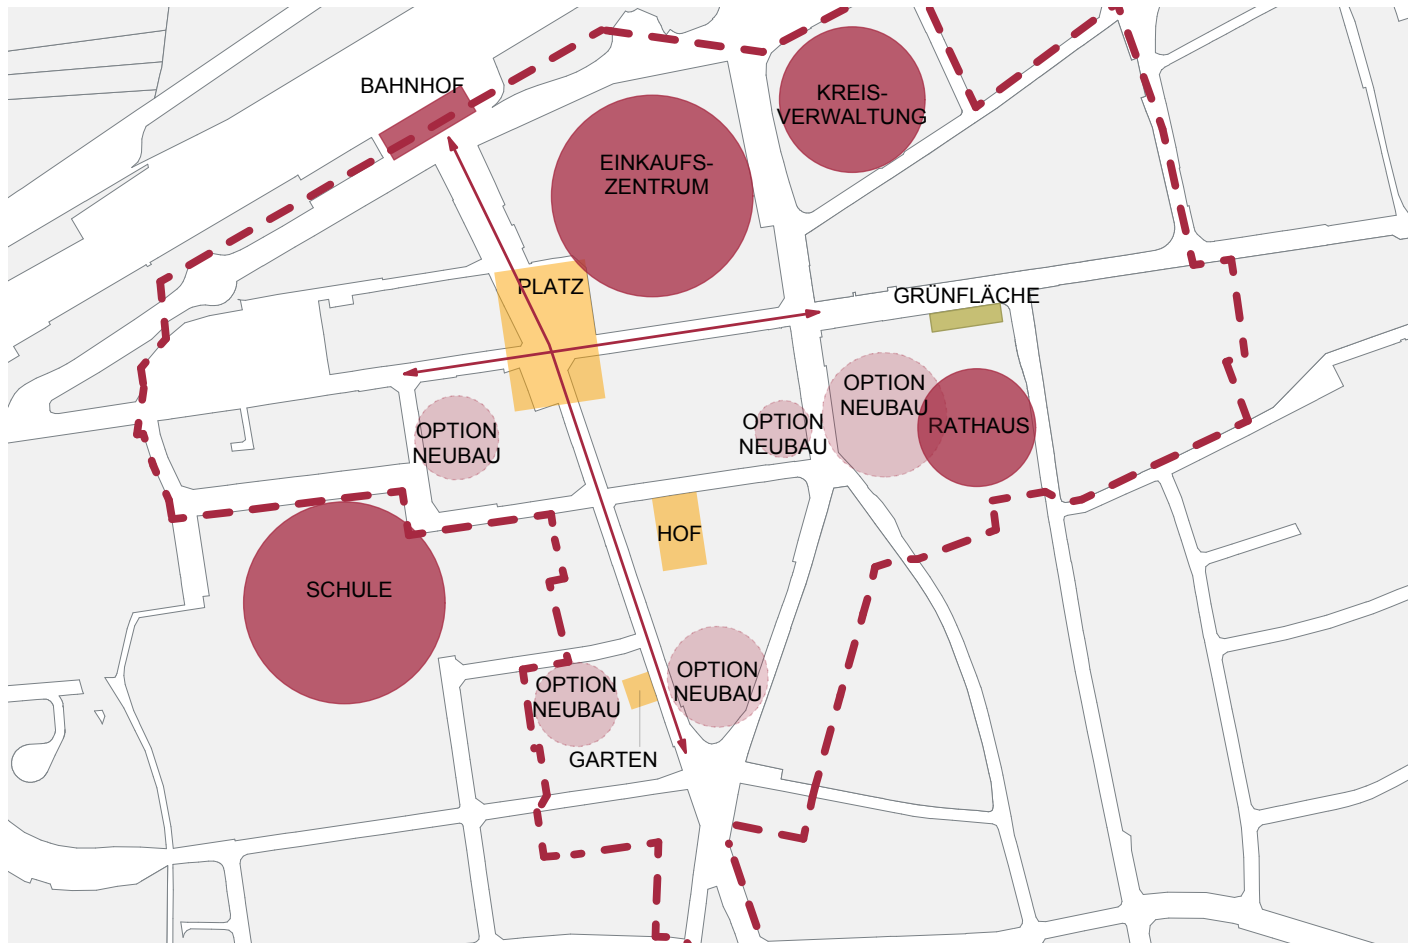 BAHNHOF
KREIS-
VERWALTUNG
EINKAUFS-
ZENTRUM
PLATZ
GRÜNFLÄCHE
OPTION
NEUBAU
OPTION
NEUBAU
OPTION
NEUBAU
RATHAUS
HOF
SCHULE
OPTION
NEUBAU
OPTION
NEUBAU
GARTEN